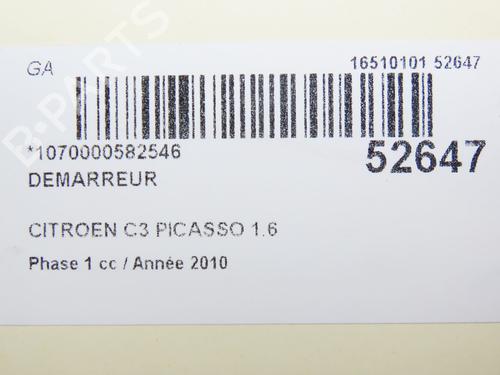 GA
16510101 52647
*1070000582546
52647
DEMARREUR
CITROEN C3 PICASSO 1.6
Phase 1 cc / Année 2010
B-PARTS